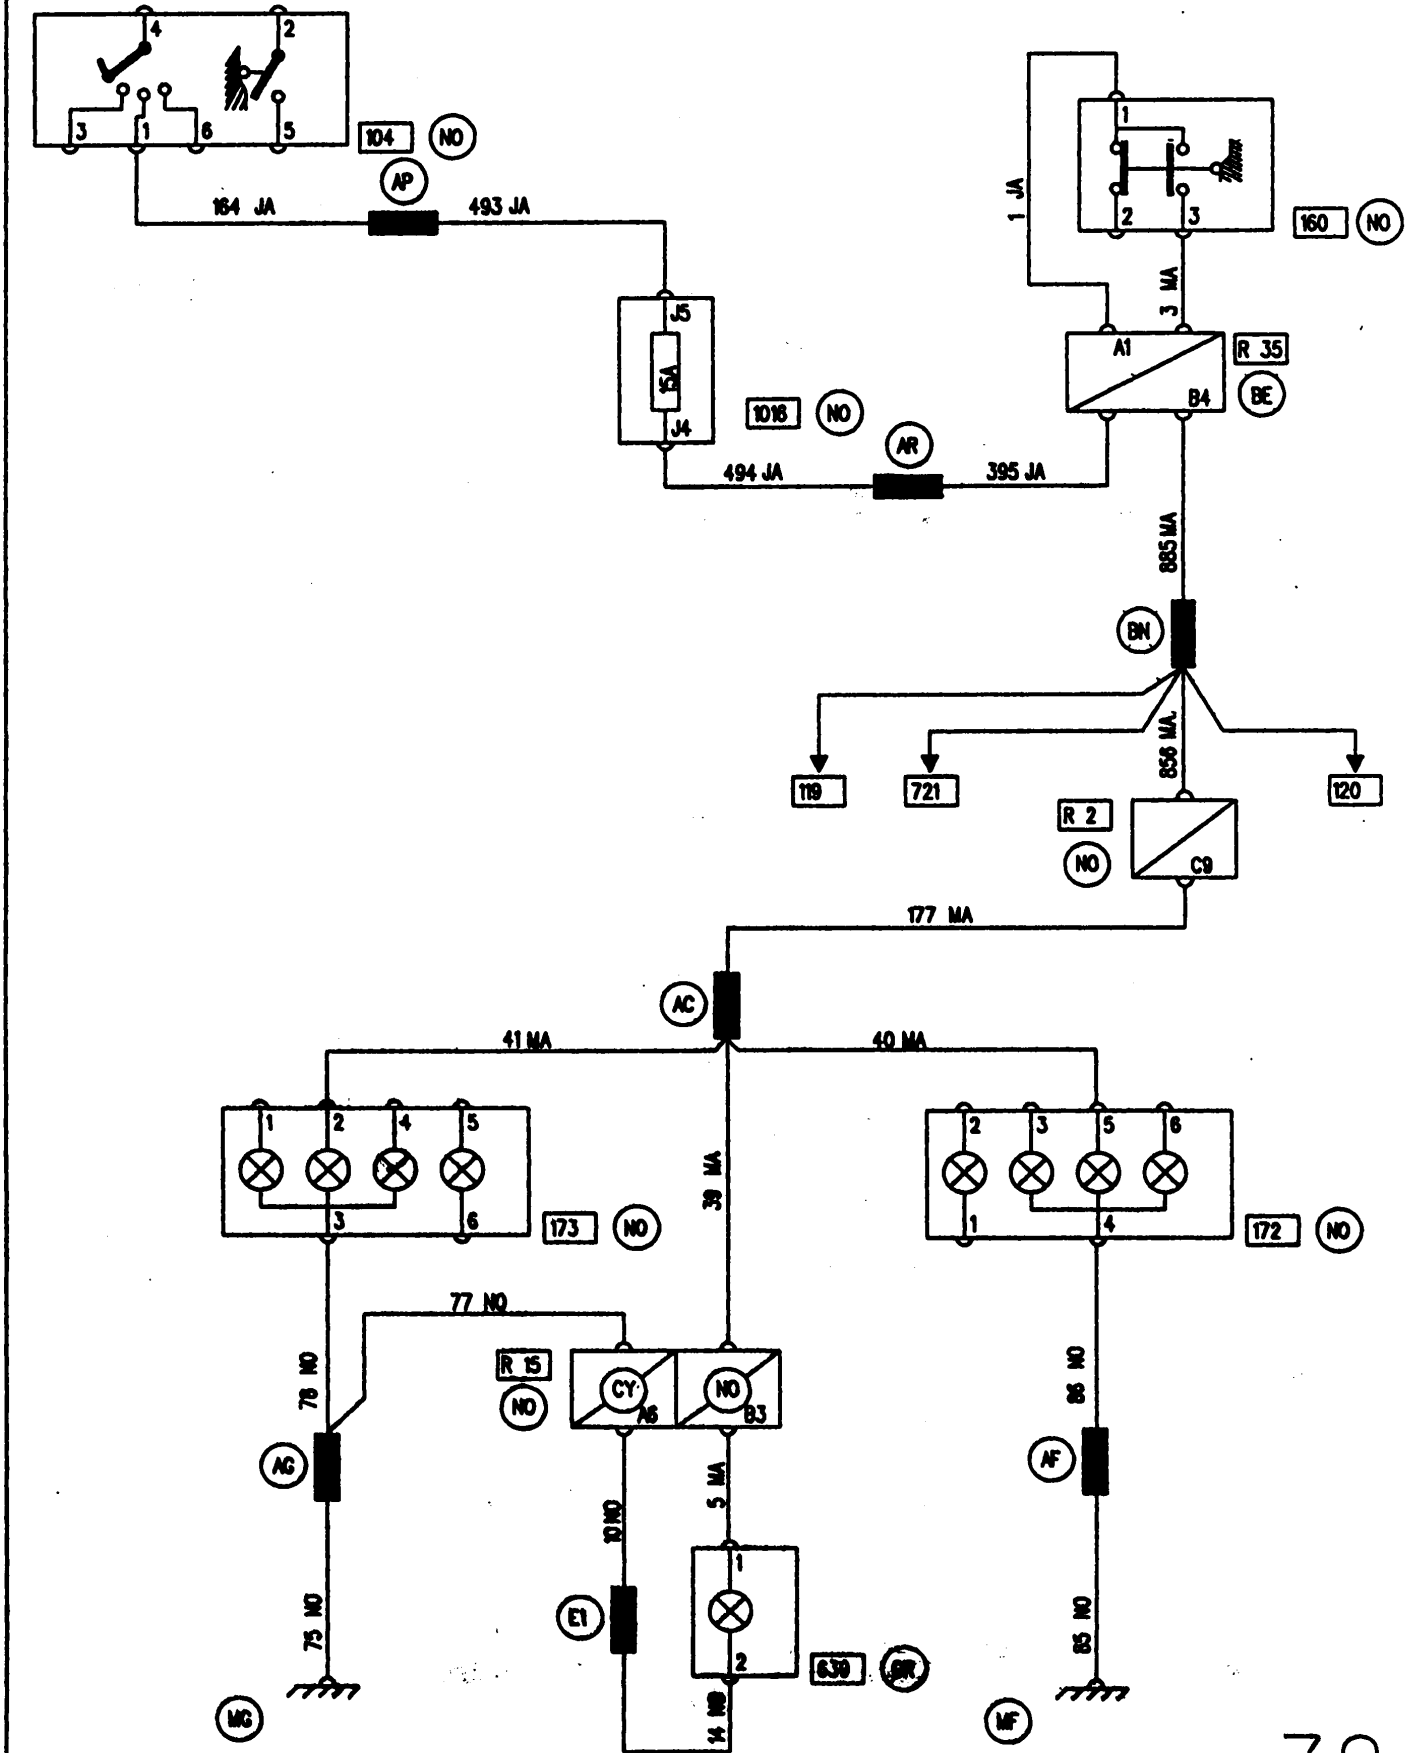 4
2
3
1
6
5
104
NO
AP
164 JA
493 JA
1
1 JA
2
3
160
NO
3 MA
J5
15A
J4
1016
NO
A1
B4
R 35
BE
AR
494 JA
395 JA
885 MA
BN
856 MA.
119
721
120
R 2
NO
C9
177 MA
AC
41 MA
40 MA
1
2
4
5
3
6
173
NO
39 MA
2
3
5
6
1
4
172
NO
77 NO
78 NO
R 15
NO
CY
A6
NO
B3
86 NO
AG
AF
10 NO
5 MA
E1
1
2
639
75 NO
85 NO
MG
MF